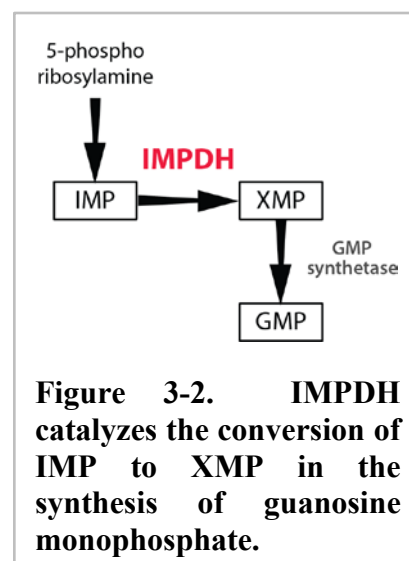 5-phospho
ribosylamine
IMPDH
IMP
XMP
GMP
synthetase
GMP
Figure 3-2. IMPDH
catalyzes the conversion of
IMP to XMP in the
synthesis of guanosine
monophosphate.